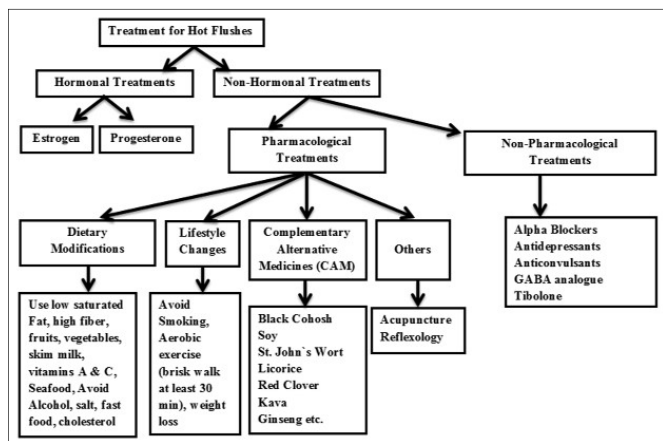 Treatment for Hot Flushes
Hormonal Treatments
Non-Hormonal Treatments
Estrogen
Progesterone
Pharmacological
Treatments
Non-Pharmacological
Treatments
Dietary
Modifications
Lifestyle
Changes
Complementary
Alternative
Medicines (CAM)
Others
Alpha Blockers
Antidepressants
Anticonvulsants
GABA analogue
Tibolone
Use low saturated
Fat, high fiber,
fruits, vegetables,
skim milk,
vitamins A & C,
Seafood, Avoid
Alcohol, salt, fast
food, cholesterol
Avoid
Smoking,
Aerobic
exercise
(brisk walk
at least 30
min), weight
loss
Black Cohosh
Soy
St. John`s Wort
Licorice
Red Clover
Kava
Ginseng etc.
Acupuncture
Reflexology